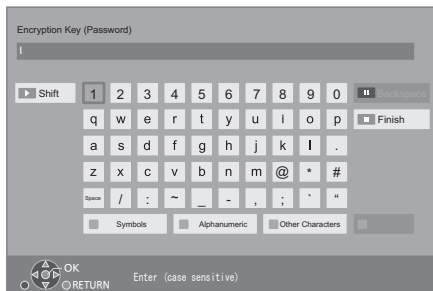 Encryption Key (Password)
Shift 1 2 3 4 5 6 7 8 9 0 Backspace
q w e r t y u i o p Finish
a s d f g h j k l .
z x c v b n m @ * #
Space / : ~ _ - , ; ` “
Symbols Alphanumeric Other Characters
OK
RETURN
Enter (case sensitive)